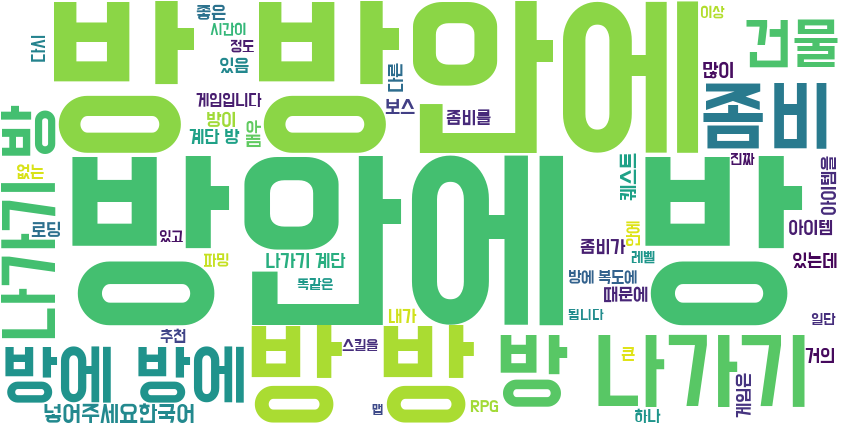 방 방안에
좋은
시간이
정도
있음
다시
이상
건물
많이
다른
보스
게임입니다
방이
계단 방
좀비를
좀비
방
없는
방안에 방
퀘스트
진짜
아이템을
안에
아이템
좀비가
레벨
있는데
나가기
로딩
있고
파밍
나가기 계단
똑같은
방에 복도에
때문에
내가
됩니다
일단
추천
방에 방에
방 방
스킬을
방 나가기
큰
거의
넣어주세요한국어
맵
RPG
하나
게임은